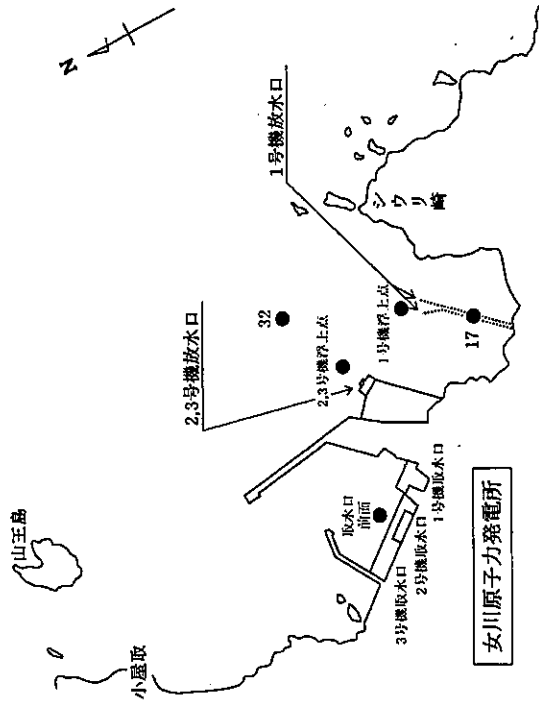 N
山王島
小屋取
1号機放水口
2,3号機放水口
シウリ崎
32
2,3号機浮上点
1号機浮上点
17
取水口
前面
1号機取水口
2号機取水口
3号機取水口
女川原子力発電所